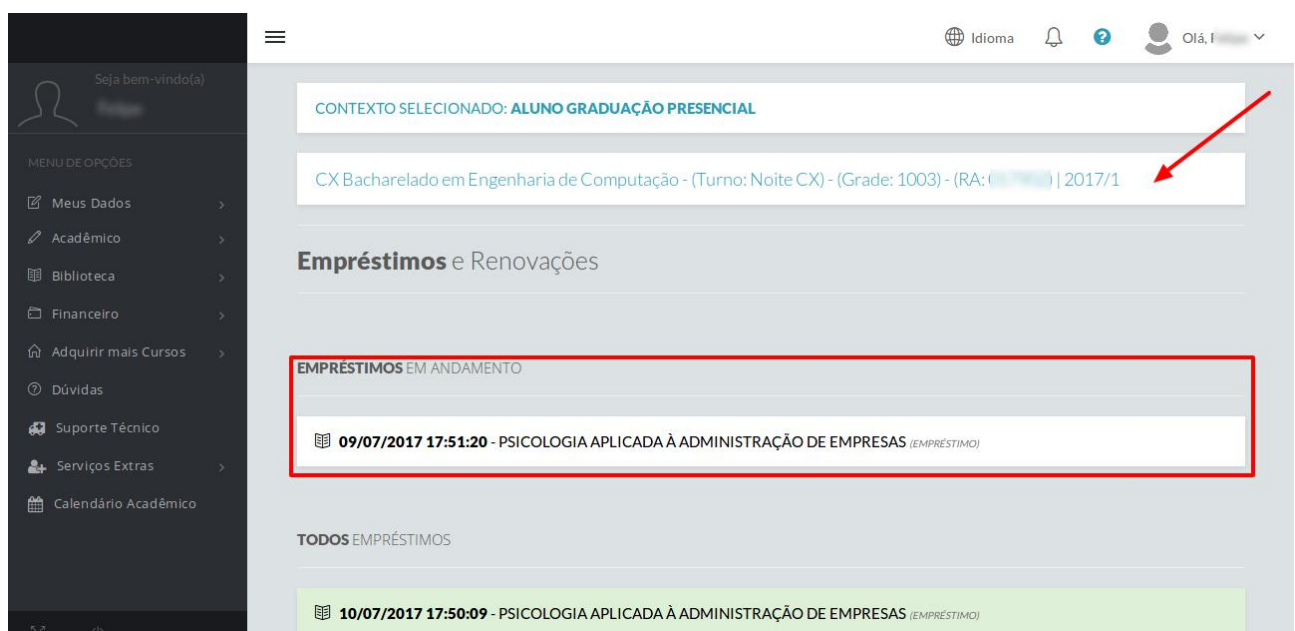 Idioma
Olá,
Seja bem-vindo(a)
MENU DE OPÇÕES
Meus Dados
Acadêmico
Biblioteca
Financeiro
Adquirir mais Cursos
Dúvidas
Suporte Técnico
Serviços Extras
Calendário Acadêmico
CONTEXTO SELECIONADO: ALUNO GRADUAÇÃO PRESENCIAL
CX Bacharelado em Engenharia de Computação - (Turno: Noite CX) - (Grade: 1003) - (RA: ) | 2017/1
Empréstimos e Renovações
EMPRÉSTIMOS EM ANDAMENTO
09/07/2017 17:51:20 - PSICOLOGIA APLICADA À ADMINISTRAÇÃO DE EMPRESAS (EMPRÉSTIMO)
TODOS EMPRÉSTIMOS
10/07/2017 17:50:09 - PSICOLOGIA APLICADA À ADMINISTRAÇÃO DE EMPRESAS (EMPRÉSTIMO)